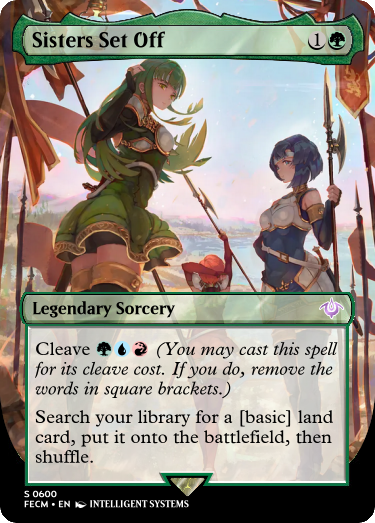 Sisters Set Off 1
Legendary Sorcery
Cleave (You may cast this spell
for its cleave cost. If you do, remove the
words in square brackets.)
Search your library for a [basic] land
card, put it onto the battlefield, then
shuffle.
S 0600
FECM • EN INTELLIGENT SYSTEMS